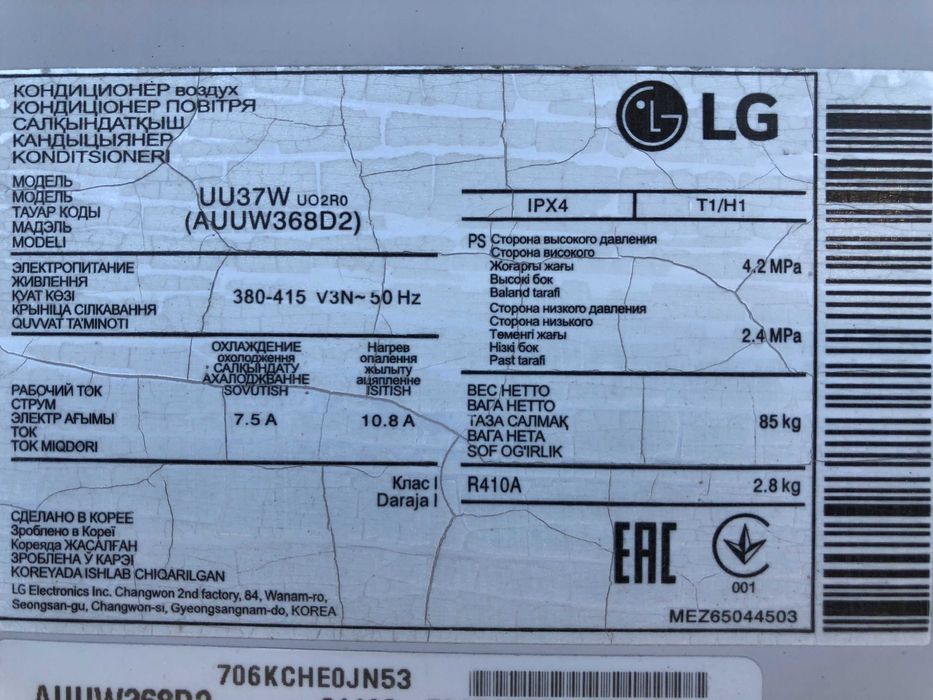 КОНДИЦИОНЕР воздух
КОНДИЦІОНЕР ПОВІТРЯ
САЛҚЫНДАТҚЫШ
КАНДЫЦЫЯНЕР
KONDITSIONERI
LG
МОДЕЛЬ
МОДЕЛЬ
ТАУАР КОДЫ
МАДЭЛЬ
MODELI
UU37W UO2R0
(AUUW368D2)
IPX4 T1/H1
ЭЛЕКТРОПИТАНИЕ
ЖИВЛЕННЯ
ҚУАТ КӨЗІ
КРЫНІЦА СІЛКАВАННЯ
QUVVAT TA'MINOTI
380-415 V3N~ 50 Hz
PS Сторона высокого давления
Сторона високого
Жоғарғы жағы
Высокі бок
Baland tarafi
4.2 MPa
Сторона низкого давления
Сторона низького
Төменгі жағы
Нізкі бок
Past tarafi
2.4 MPa
ОХЛАЖДЕНИЕ
охолодження
САЛҚЫНДАТУ
АХАЛОДЖВАННЕ
SOVUTISH
Нагрев
опалення
жылыту
ацяпленне
ISITISH
РАБОЧИЙ ТОК
СТРУМ
ЭЛЕКТР АҒЫМЫ
ТОК
TOK MIQDORI
7.5 A 10.8 A
ВЕС НЕТТО
ВАГА НЕТТО
ТАЗА САЛМАҚ
ВАГА НЕТА
SOF OG'IRLIK
85 kg
Клас I
Daraja I
R410A 2.8 kg
СДЕЛАНО В КОРЕЕ
Зроблено в Кореї
Кореяда ЖАСАЛҒАН
ЗРОБЛЕНА Ў КАРЭІ
KOREYADA ISHLAB CHIQARILGAN
LG Electronics Inc. Changwon 2nd factory, 84, Wanam-ro,
Seongsan-gu, Changwon-si, Gyeongsangnam-do, KOREA
EAC
001
MEZ65044503
706KCHE0JN53
AUUW368D2